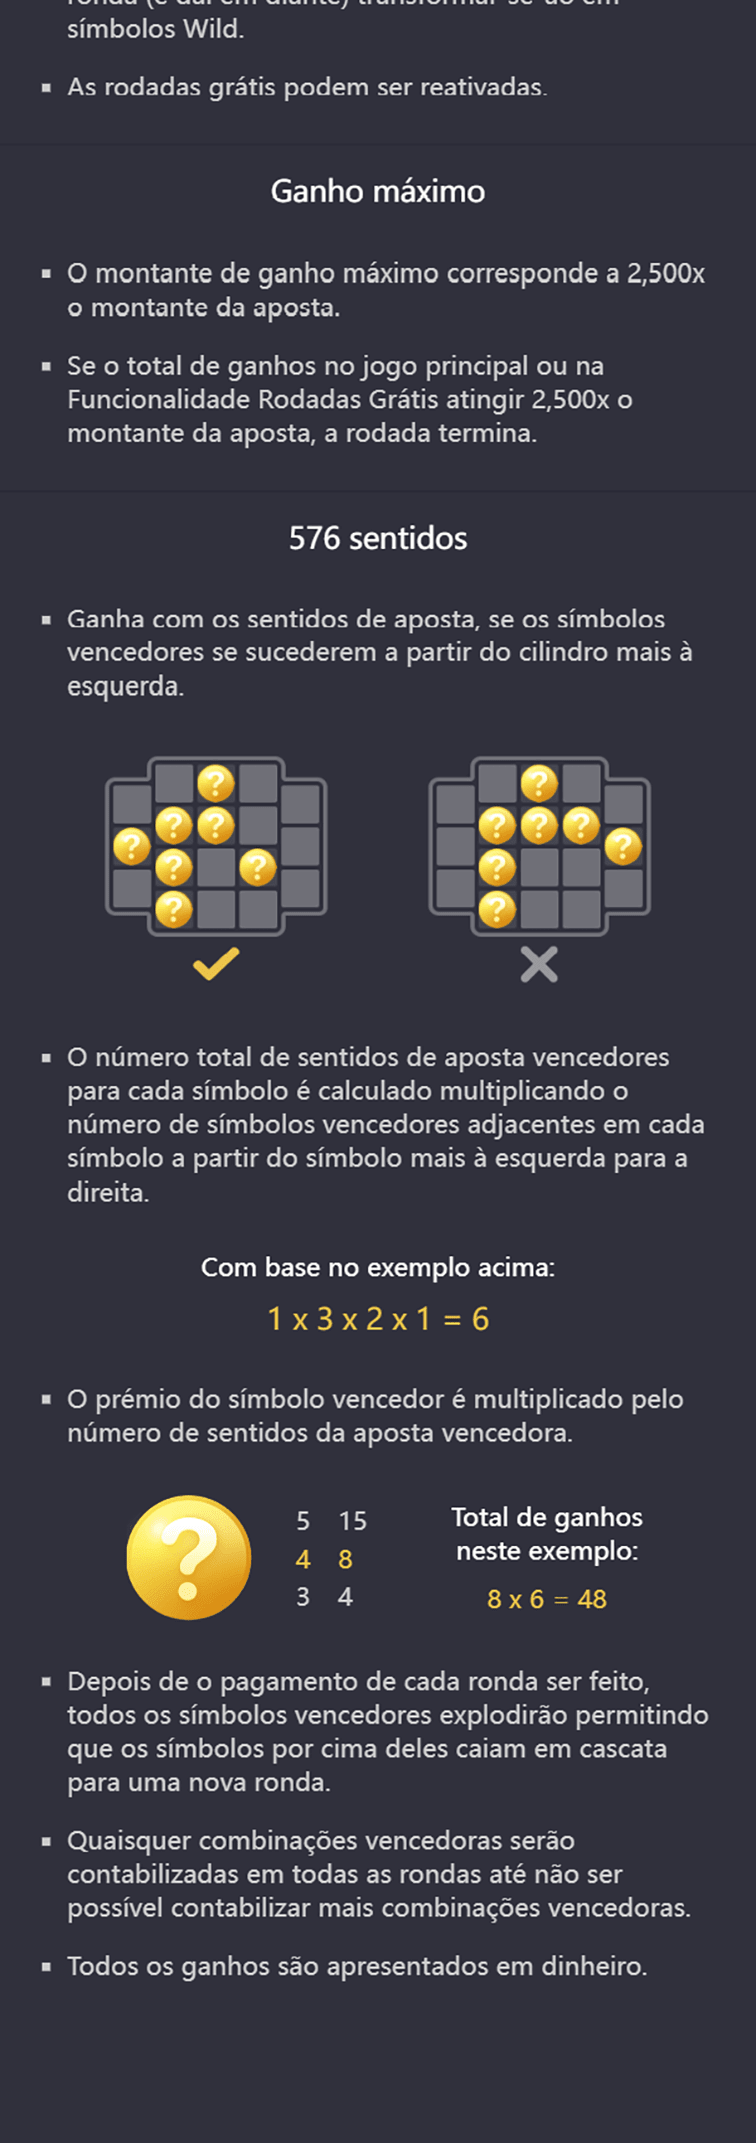 símbolos Wild.
▪ As rodadas grátis podem ser reativadas.
Ganho máximo
▪ O montante de ganho máximo corresponde a 2,500x
o montante da aposta.
▪ Se o total de ganhos no jogo principal ou na
Funcionalidade Rodadas Grátis atingir 2,500x o
montante da aposta, a rodada termina.
576 sentidos
▪ Ganha com os sentidos de aposta, se os símbolos
vencedores se sucederem a partir do cilindro mais à
esquerda.
▪ O número total de sentidos de aposta vencedores
para cada símbolo é calculado multiplicando o
número de símbolos vencedores adjacentes em cada
símbolo a partir do símbolo mais à esquerda para a
direita.
Com base no exemplo acima:
1 x 3 x 2 x 1 = 6
▪ O prémio do símbolo vencedor é multiplicado pelo
número de sentidos da aposta vencedora.
?
5 15
4 8
3 4
Total de ganhos
neste exemplo:
8 x 6 = 48
▪ Depois de o pagamento de cada ronda ser feito,
todos os símbolos vencedores explodirão permitindo
que os símbolos por cima deles caiam em cascata
para uma nova ronda.
▪ Quaisquer combinações vencedoras serão
contabilizadas em todas as rondas até não ser
possível contabilizar mais combinações vencedoras.
▪ Todos os ganhos são apresentados em dinheiro.